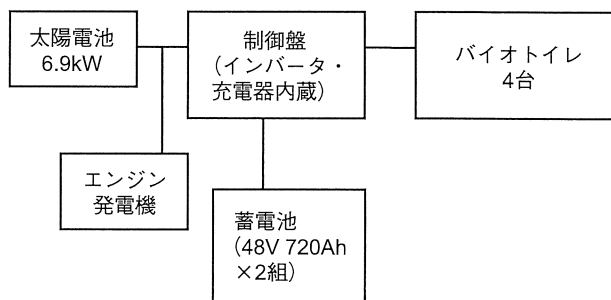 太陽電池
6.9kW
制御盤
（インバータ・
充電器内蔵）
バイオトイレ
4台
エンジン
発電機
蓄電池
（48V 720Ah
×2組）